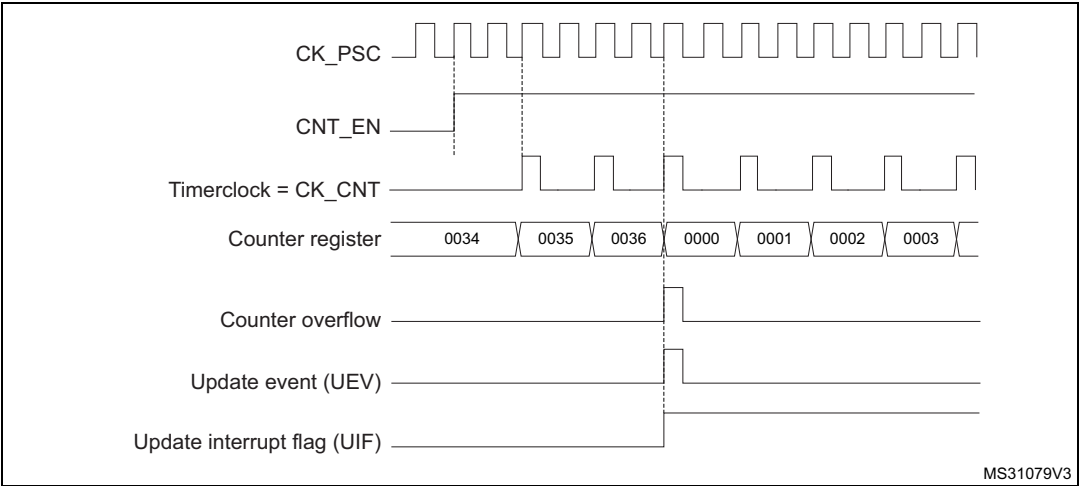 CK_PSC
CNT_EN
Timerclock = CK_CNT
Counter register 0034 0035 0036 0000 0001 0002 0003
Counter overflow
Update event (UEV)
Update interrupt flag (UIF)
MS31079V3